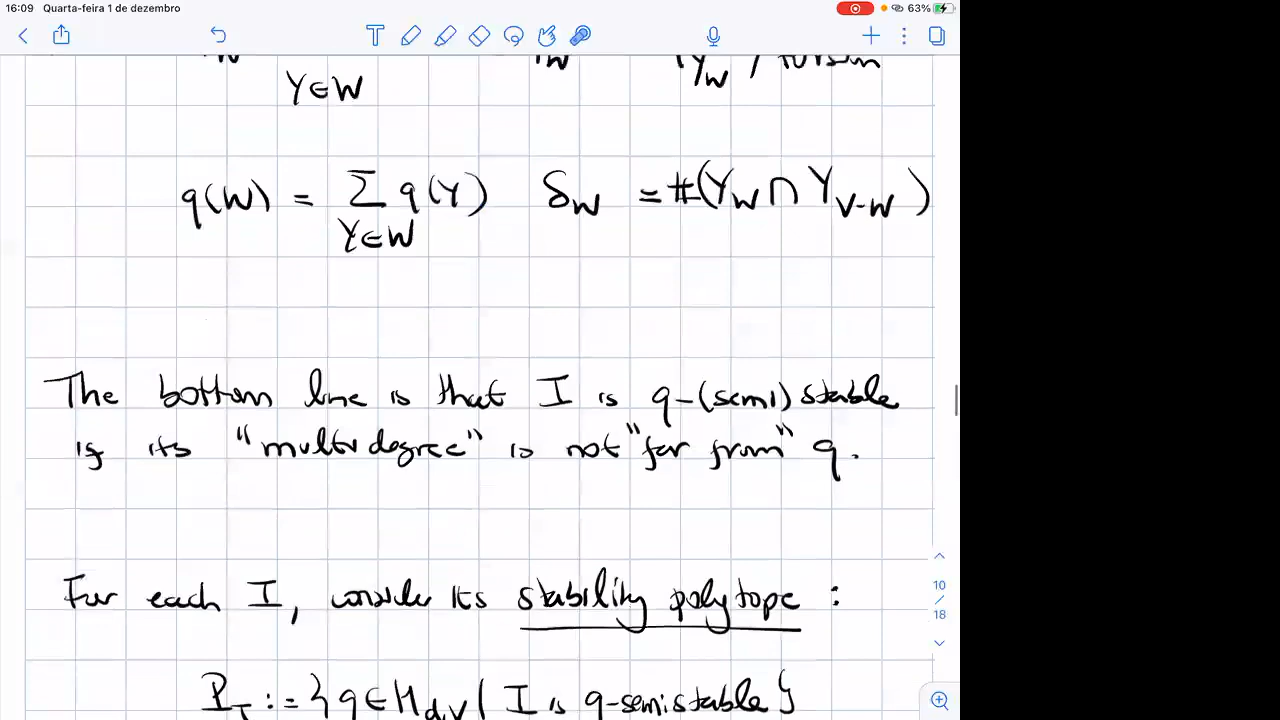 16:09 Quarta-feira 1 de dezembro 63%
Y∈W
q(W) = Σ q(Y) δ_W = #(Y_W ∩ Y_{V-W})
Y∈W
The bottom line is that I is q-(semi)stable
if its "multidegree" is not "far from" q.
For each I, consider its stability polytope :
10
/
18
P_I := { q ∈ H_{d,V} | I is q-semistable }